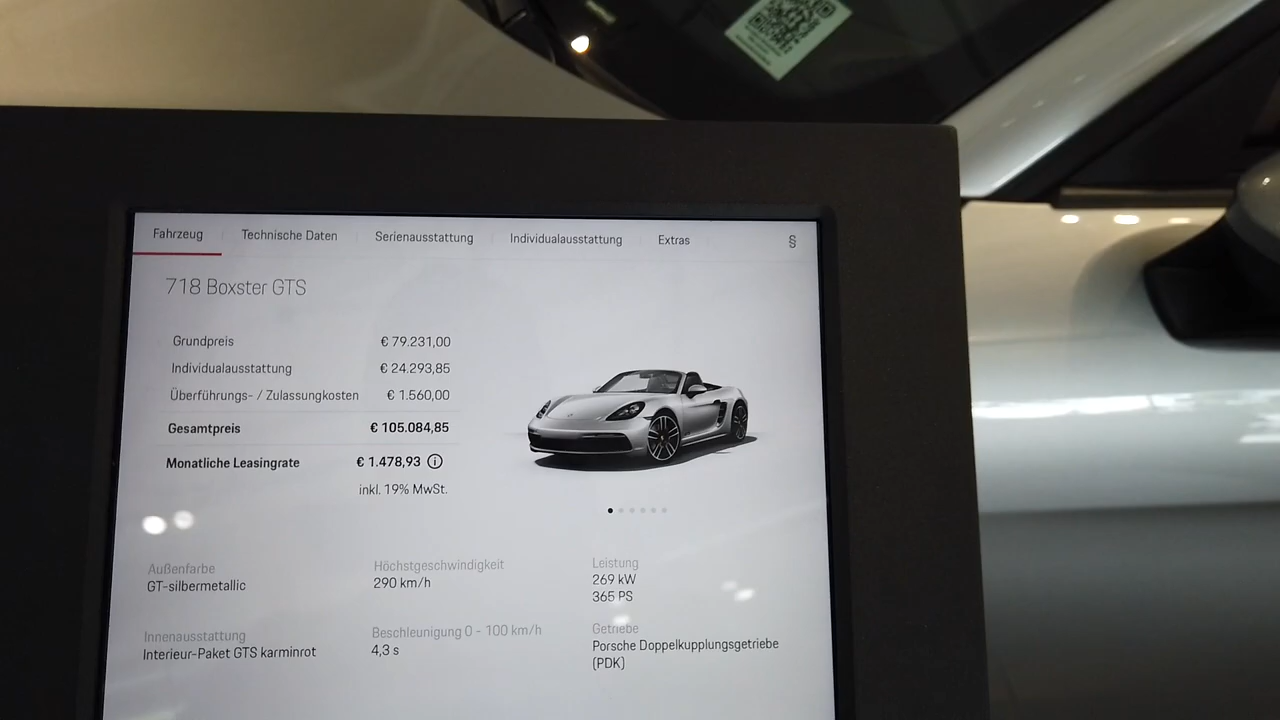 Fahrzeug Technische Daten Serienausstattung Individualausstattung Extras §
718 Boxster GTS
Grundpreis € 79.231,00
Individualausstattung € 24.293,85
Überführungs- / Zulassungkosten € 1.560,00
Gesamtpreis € 105.084,85
Monatliche Leasingrate € 1.478,93
inkl. 19% MwSt.
Außenfarbe Höchstgeschwindigkeit Leistung
GT-silbermetallic 290 km/h 269 kW
365 PS
Innenausstattung Beschleunigung 0 - 100 km/h Getriebe
Interieur-Paket GTS karminrot 4,3 s Porsche Doppelkupplungsgetriebe
(PDK)